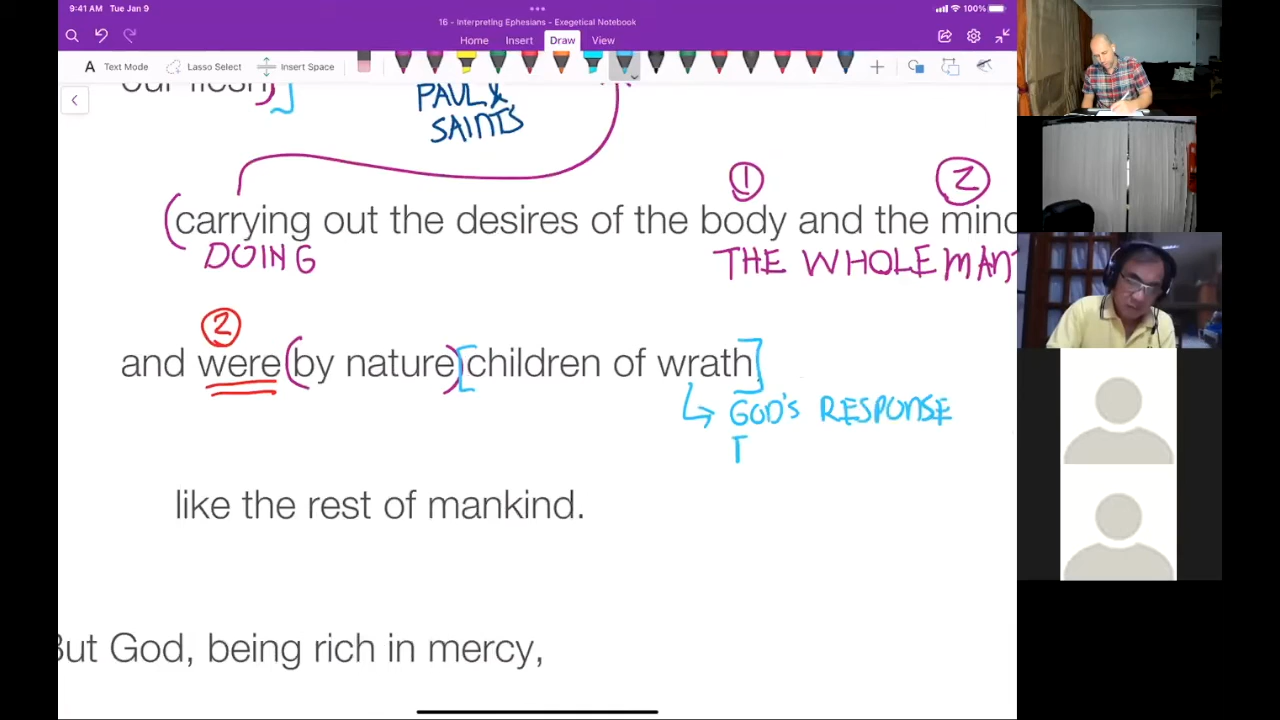 9:41 AM Tue Jan 9
100%
16 - Interpreting Ephesians - Exegetical Notebook
Home Insert Draw View
A Text Mode Lasso Select Insert Space
our flesh)]
PAUL &
SAINTS
1 2
(carrying out the desires of the body and the mind
DOING THE WHOLE MAN
2
and were (by nature) [children of wrath,]
GOD'S RESPONSE
like the rest of mankind.
But God, being rich in mercy,